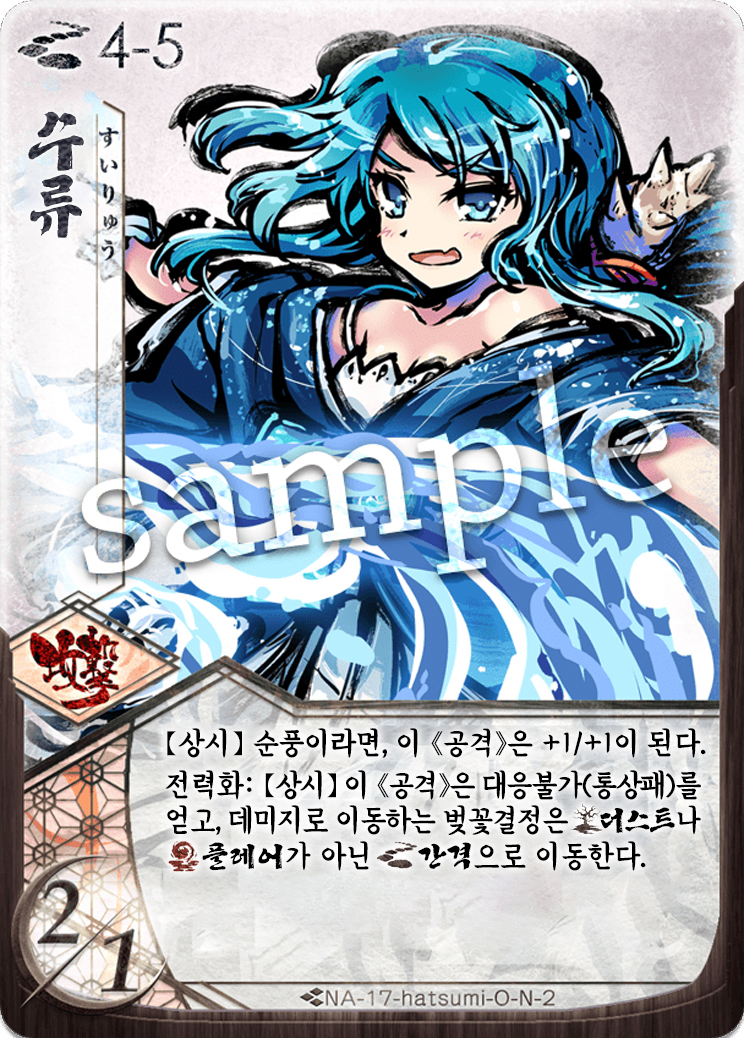 4-5
수류
すいりゅう
sample
攻撃
【상시】 순풍이라면, 이 《공격》은 +1/+1이 된다.
전력화: 【상시】 이 《공격》은 대응불가(통상패)를
얻고, 데미지로 이동하는 벚꽃결정은 더스트나
플레어가 아닌 간격으로 이동한다.
2/1
NA-17-hatsumi-O-N-2